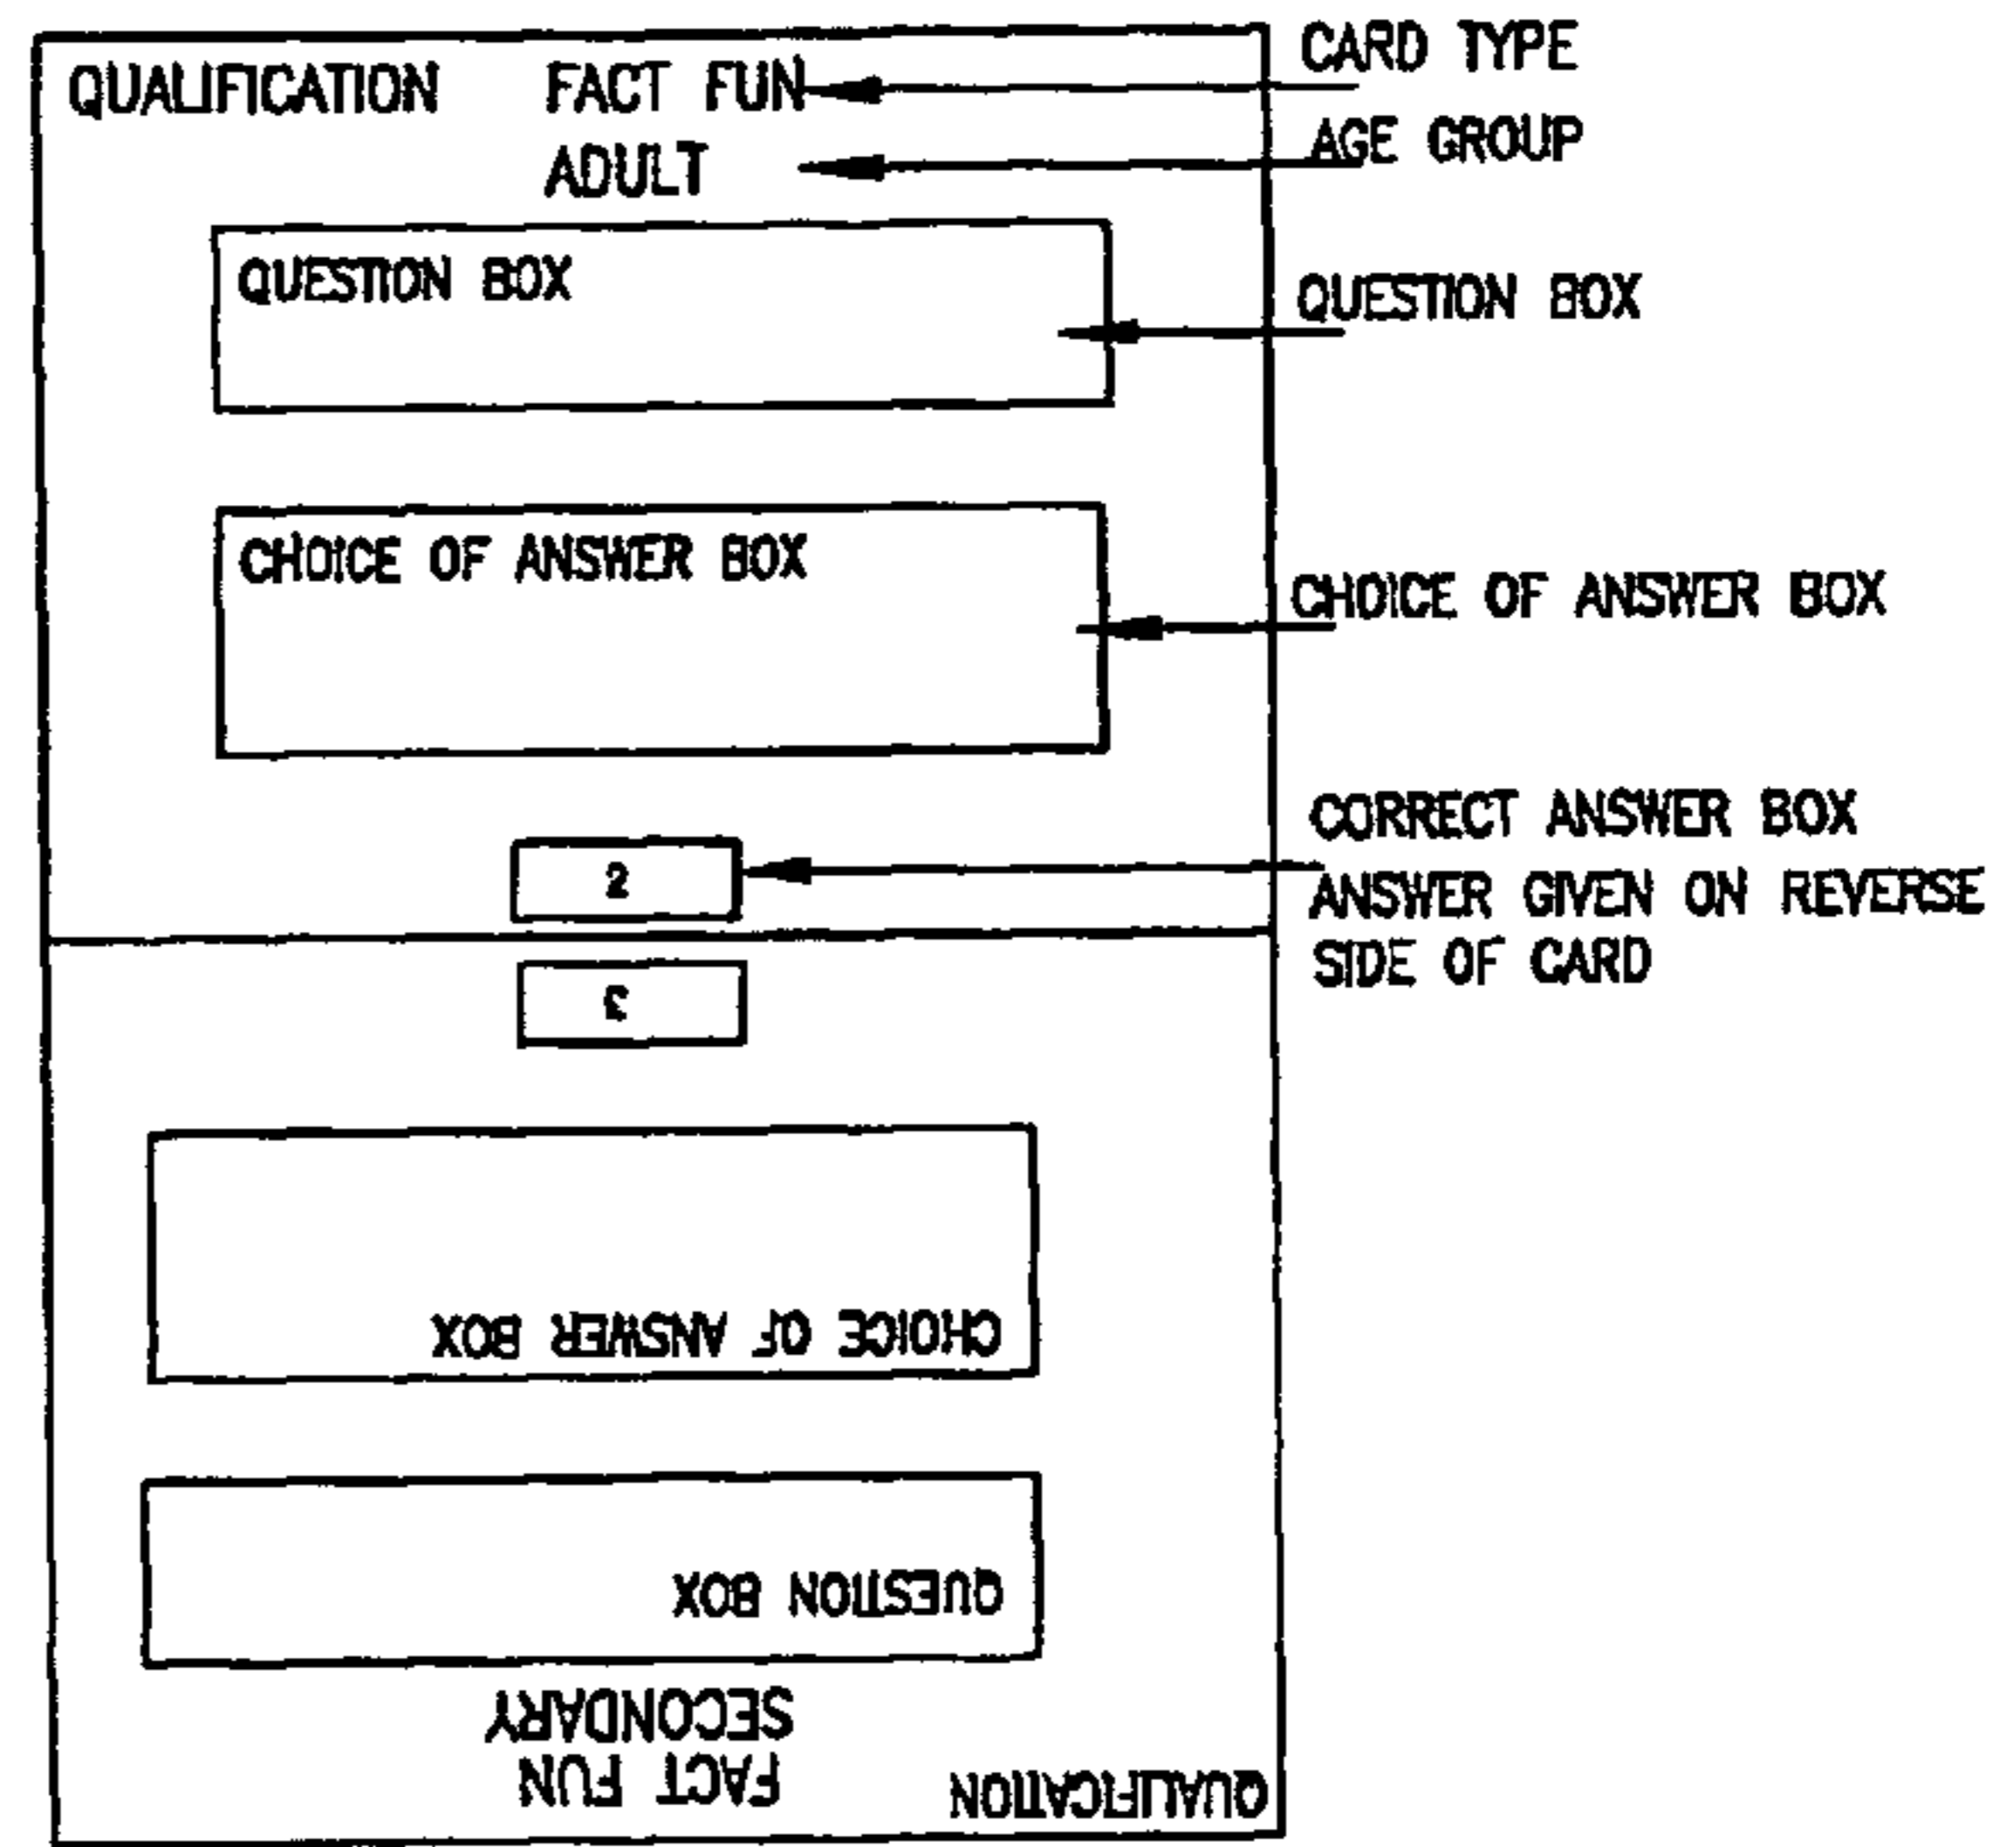 QUALIFICATION FACT FUN
ADULT
CARD TYPE
AGE GROUP
QUESTION BOX
QUESTION BOX
CHOICE OF ANSWER BOX
CHOICE OF ANSWER BOX
2
CORRECT ANSWER BOX
ANSWER GIVEN ON REVERSE
SIDE OF CARD
3
CHOICE OF ANSWER BOX
QUESTION BOX
SECONDARY
FACT FUN
QUALIFICATION